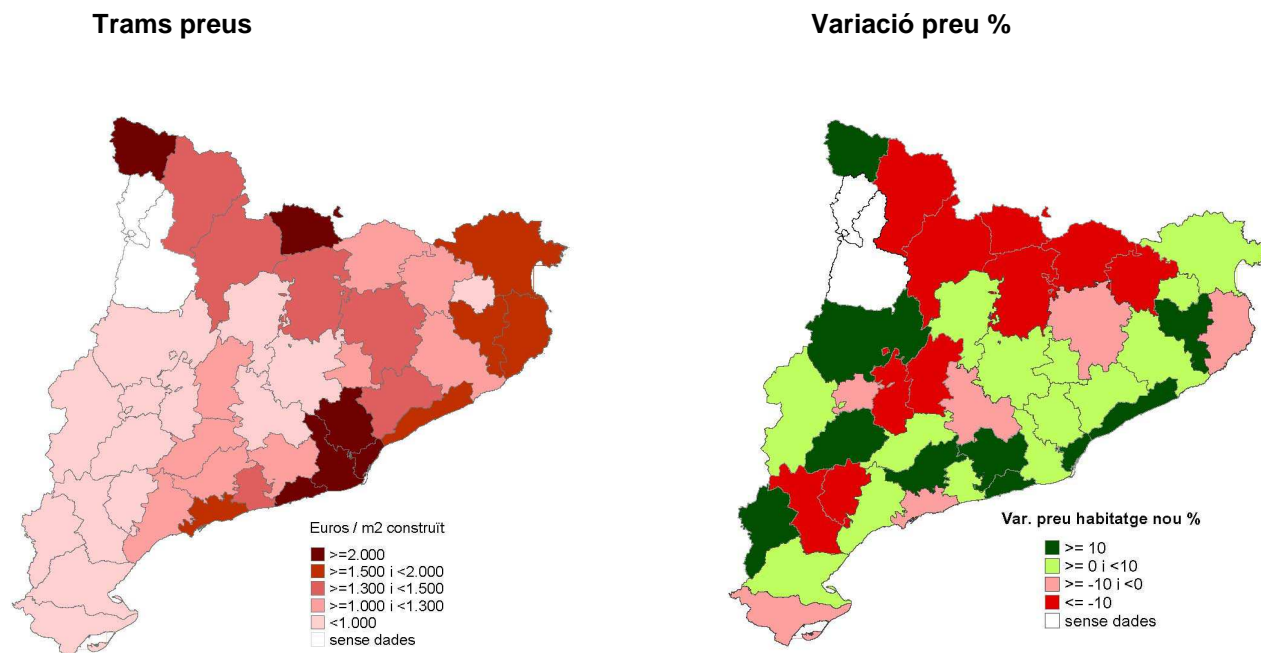 Trams preus
Variació preu %
Euros / m2 construït
>=2.000
>=1.500 i <2.000
>=1.300 i <1.500
>=1.000 i <1.300
<1.000
sense dades
Var. preu habitatge nou %
>= 10
>= 0 i <10
>= -10 i <0
<= -10
sense dades